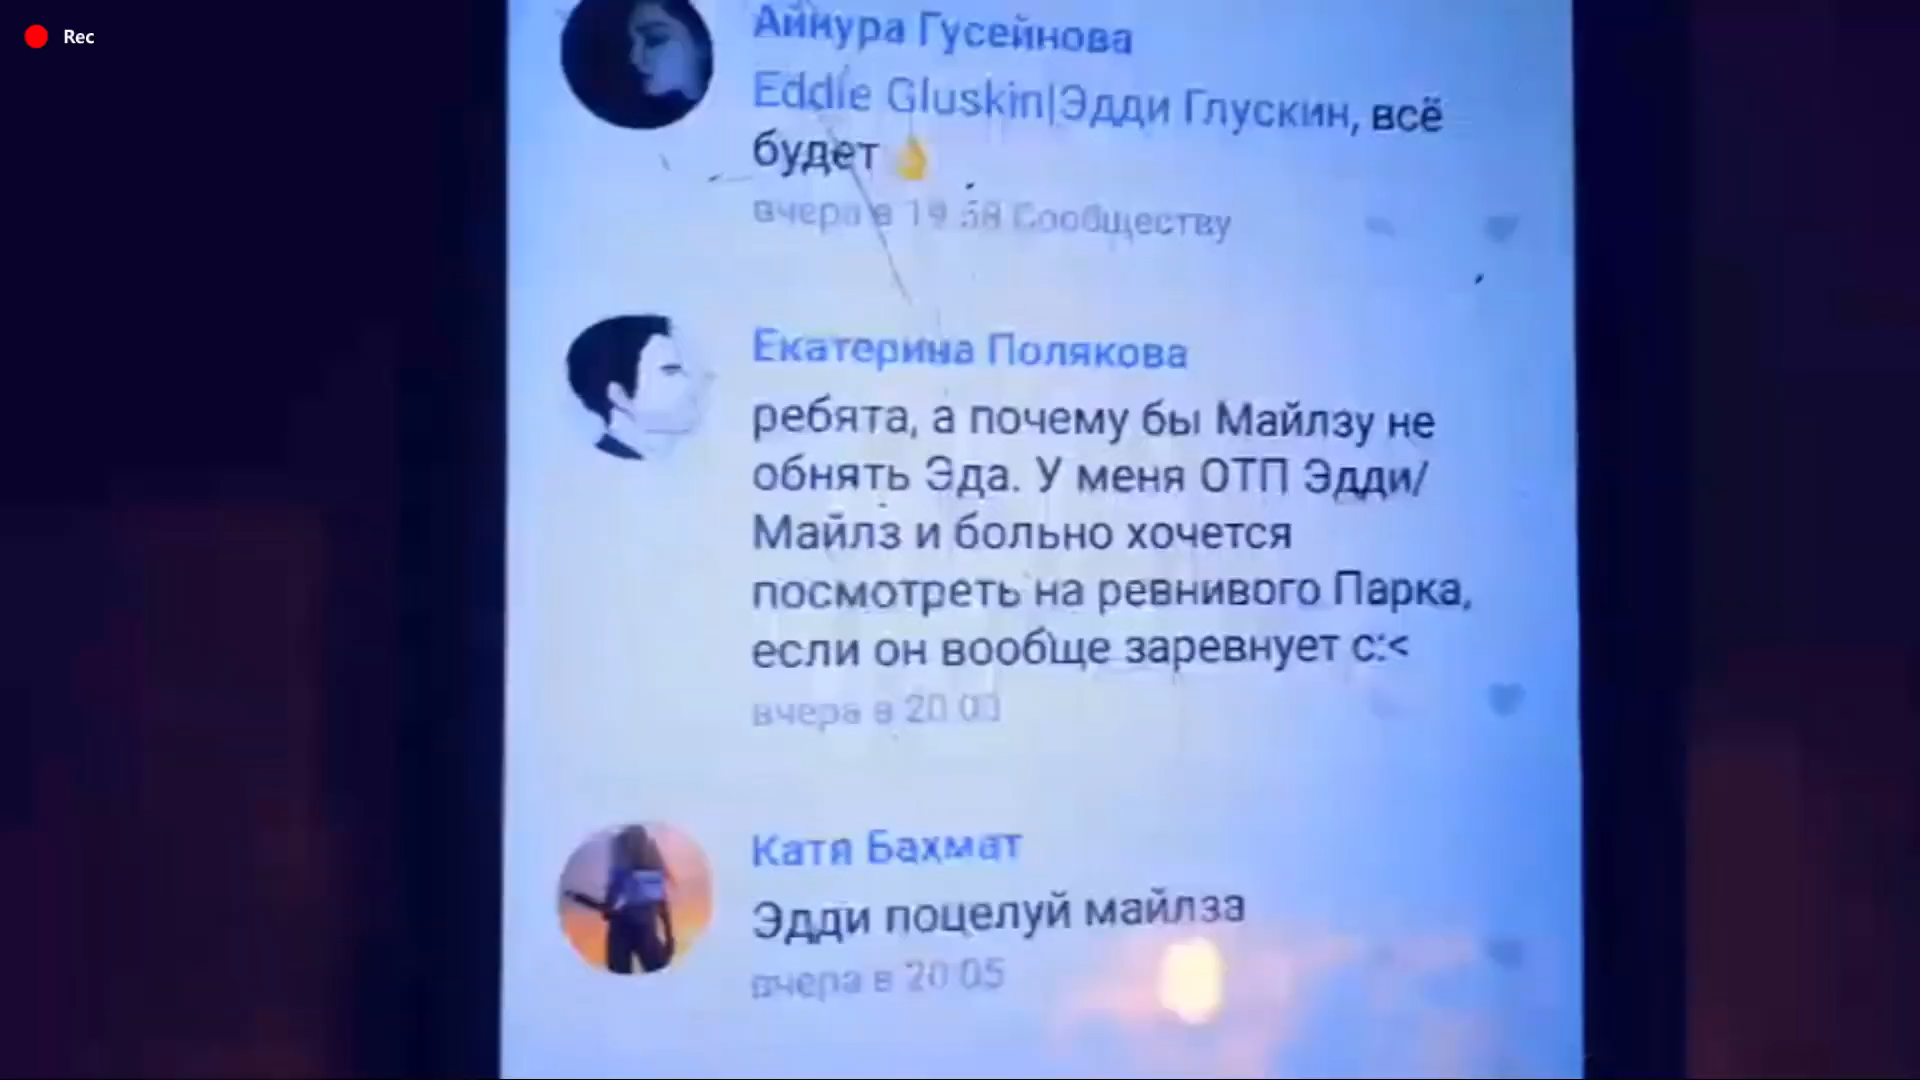 Rec
Айнура Гусейнова
Eddie Gluskin|Эдди Глускин, всё
будет 👌
вчера в 19:58 Сообществу
Екатерина Полякова
ребята, а почему бы Майлзу не
обнять Эда. У меня ОТП Эдди/
Майлз и больно хочется
посмотреть на ревнивого Парка,
если он вообще заревнует с:<
вчера в 20:03
Катя Бахмат
Эдди поцелуй майлза
вчера в 20:05